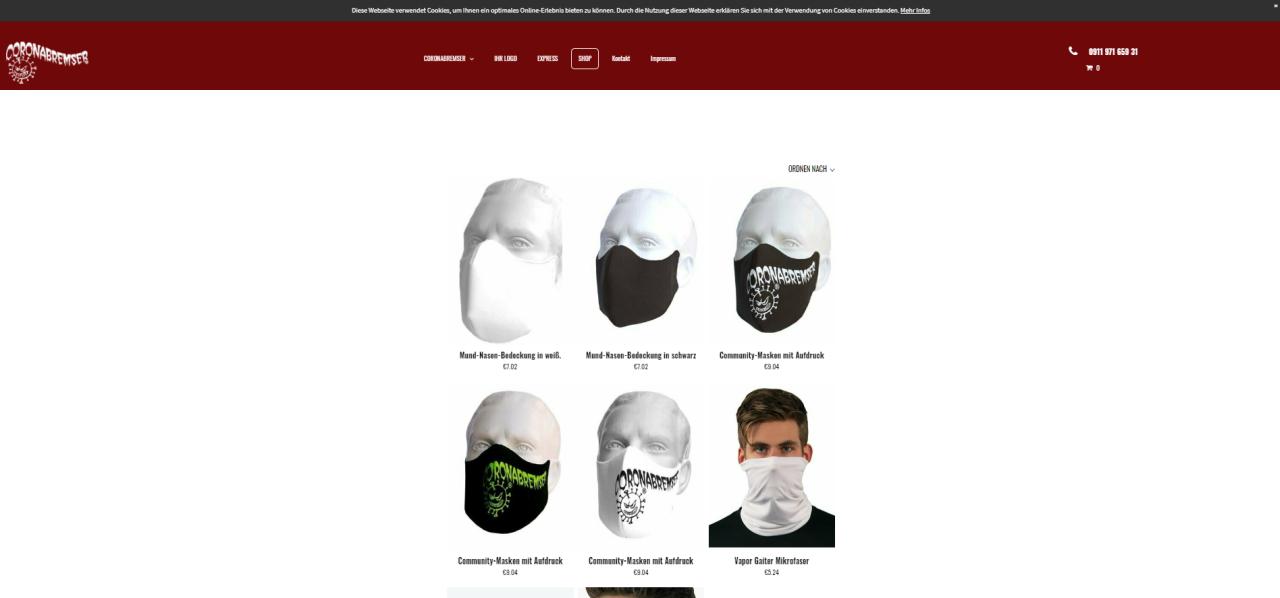 Diese Webseite verwendet Cookies, um Ihnen ein optimales Online-Erlebnis bieten zu können. Durch die Nutzung dieser Webseite erklären Sie sich mit der Verwendung von Cookies einverstanden. Mehr Infos
CORONABREMSER
CORONABREMSER IHR LOGO EXPRESS SHOP Kontakt Impressum
0911 971 659 31
0
ORDNEN NACH
CORONABREMSER
Mund-Nasen-Bedeckung in weiß. Mund-Nasen-Bedeckung in schwarz Community-Masken mit Aufdruck
€7.02 €7.02 €9.04
CORONABREMSER CORONABREMSER
Community-Masken mit Aufdruck Community-Masken mit Aufdruck Vapor Gaiter Mikrofaser
€9.04 €9.04 €5.24